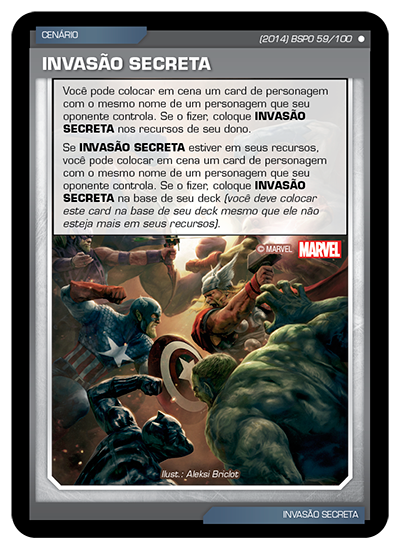 CENÁRIO
(2014) BSPO 59/100 ●
INVASÃO SECRETA
Você pode colocar em cena um card de personagem
com o mesmo nome de um personagem que seu
oponente controla. Se o fizer, coloque INVASÃO
SECRETA nos recursos de seu dono.
Se INVASÃO SECRETA estiver em seus recursos,
você pode colocar em cena um card de personagem
com o mesmo nome de um personagem que seu
oponente controla. Se o fizer, coloque INVASÃO
SECRETA na base de seu deck (você deve colocar
este card na base de seu deck mesmo que ele não
esteja mais em seus recursos).
© MARVEL MARVEL
Ilust.: Aleksi Briclot
INVASÃO SECRETA